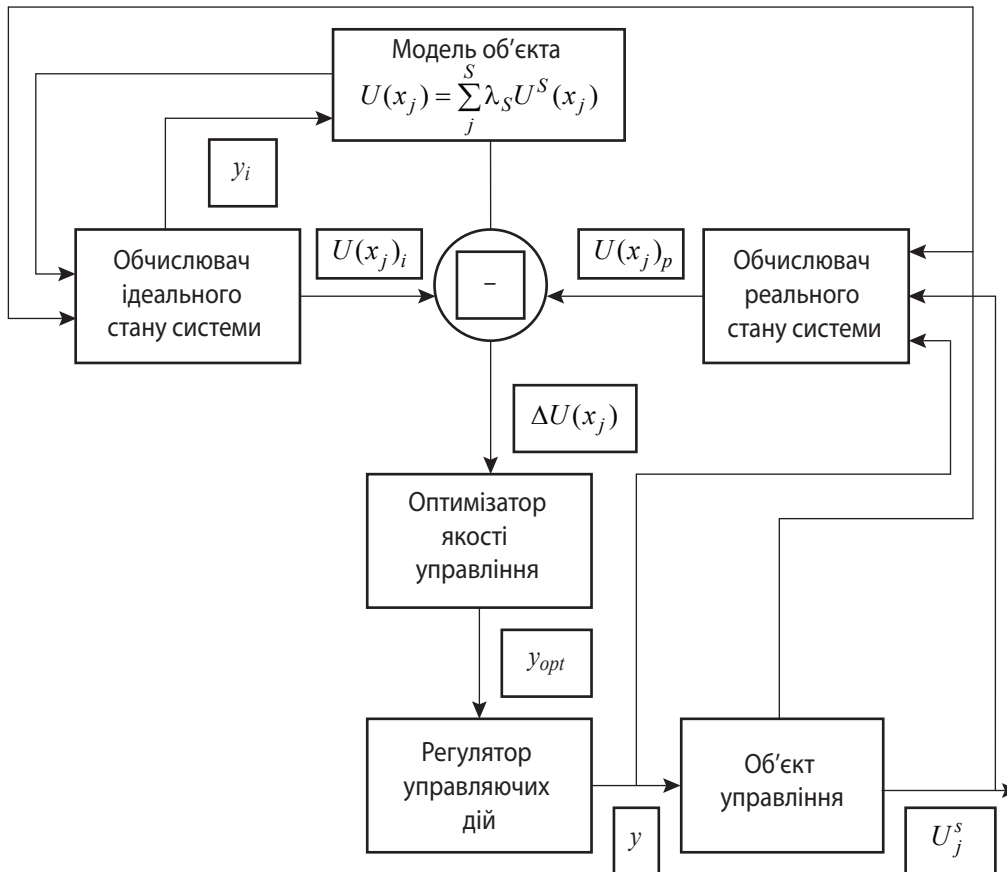 Модель об’єкта
U(x_j) = ∑_j^S λ_S U^S(x_j)
y_i
Обчислювач
ідеального
стану системи
U(x_j)_i
–
U(x_j)_p
Обчислювач
реального
стану системи
ΔU(x_j)
Оптимізатор
якості
управління
y_opt
Регулятор
управляючих
дій
y
Об’єкт
управління
U_j^s